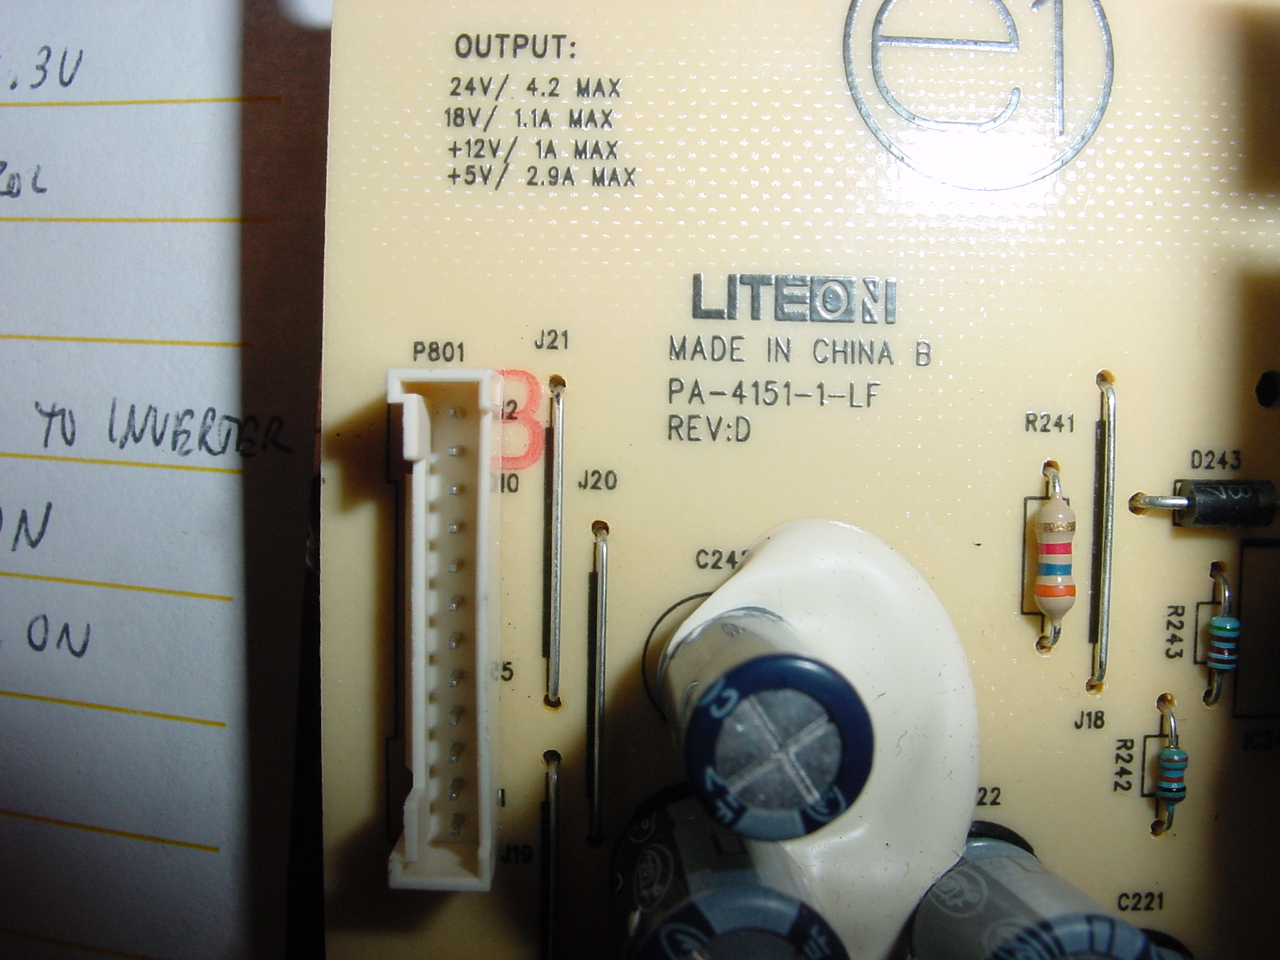 .3V
TO INVERTER
ON
ON
OUTPUT:
24V/ 4.2 MAX
18V/ 1.1A MAX
+12V/ 1A MAX
+5V/ 2.9A MAX
e1
LITEON
MADE IN CHINA B
PA-4151-1-LF
REV:D
P801
J21
B
J20
R241
D243
C242
R243
J18
R242
J19
22
C221